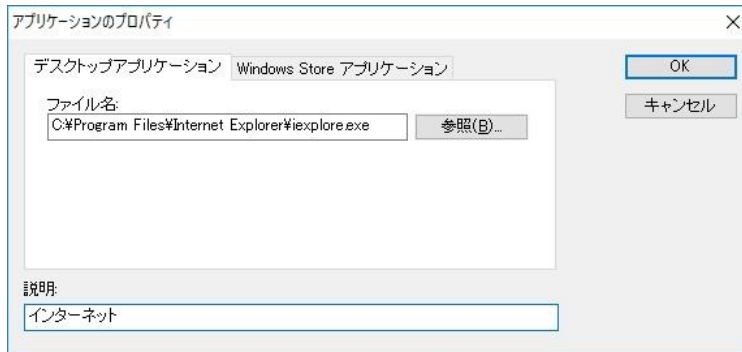 アプリケーションのプロパティ
デスクトップアプリケーション Windows Store アプリケーション
OK
キャンセル
ファイル名:
C:¥Program Files¥Internet Explorer¥iexplore.exe 参照(B)...
説明:
インターネット